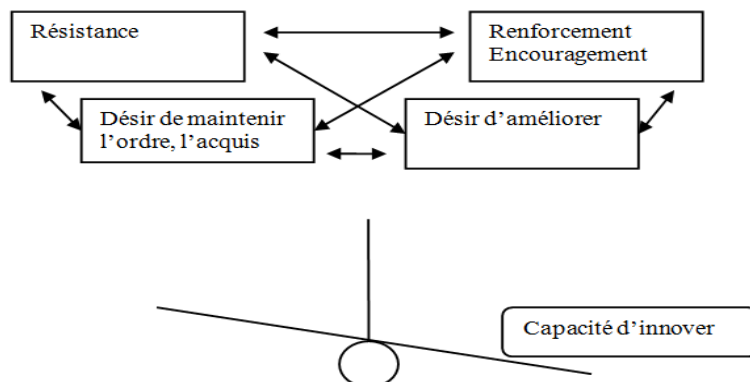 Résistance
Renforcement
Encouragement
Désir de maintenir
l’ordre, l’acquis
Désir d’améliorer
Capacité d’innover